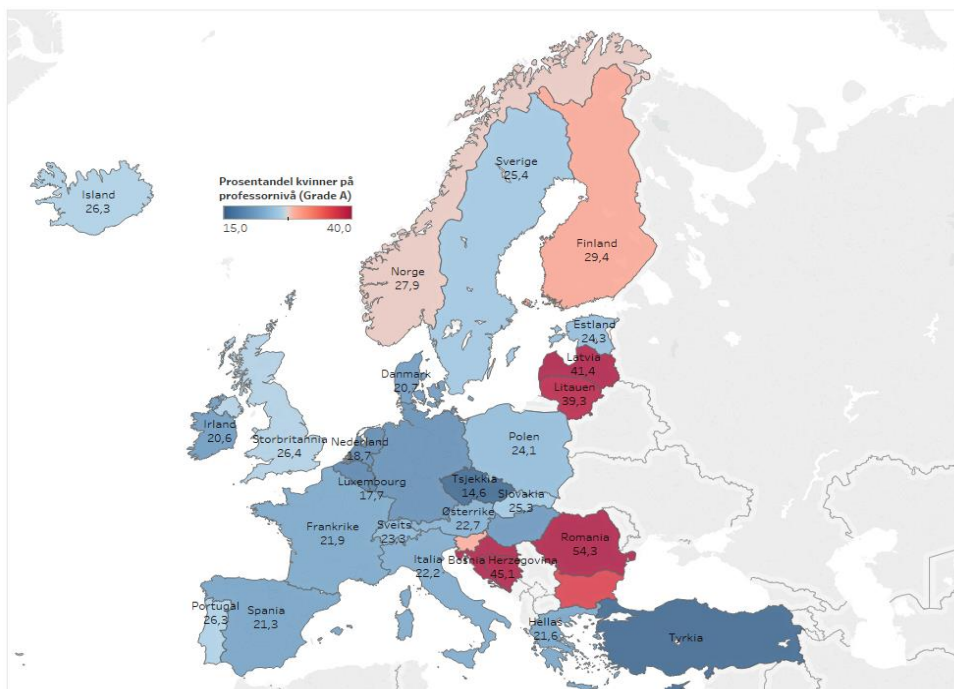 Prosentandel kvinner på
professornivå (Grade A)
15,0
40,0
Island
26,3
Sverige
25,4
Norge
27,9
Finland
29,4
Estland
24,3
Latvia
41,4
Litauen
39,3
Danmark
20,7
Irland
20,6
Storbritannia
26,4
Nederland
18,7
Polen
24,1
Luxembourg
17,7
Tsjekkia
14,6
Slovakia
25,3
Østerrike
22,7
Frankrike
21,9
Sveits
23,3
Italia
22,2
Romania
54,3
Bosnia Herzegovina
45,1
Portugal
26,3
Spania
21,3
Hellas
21,6
Tyrkia